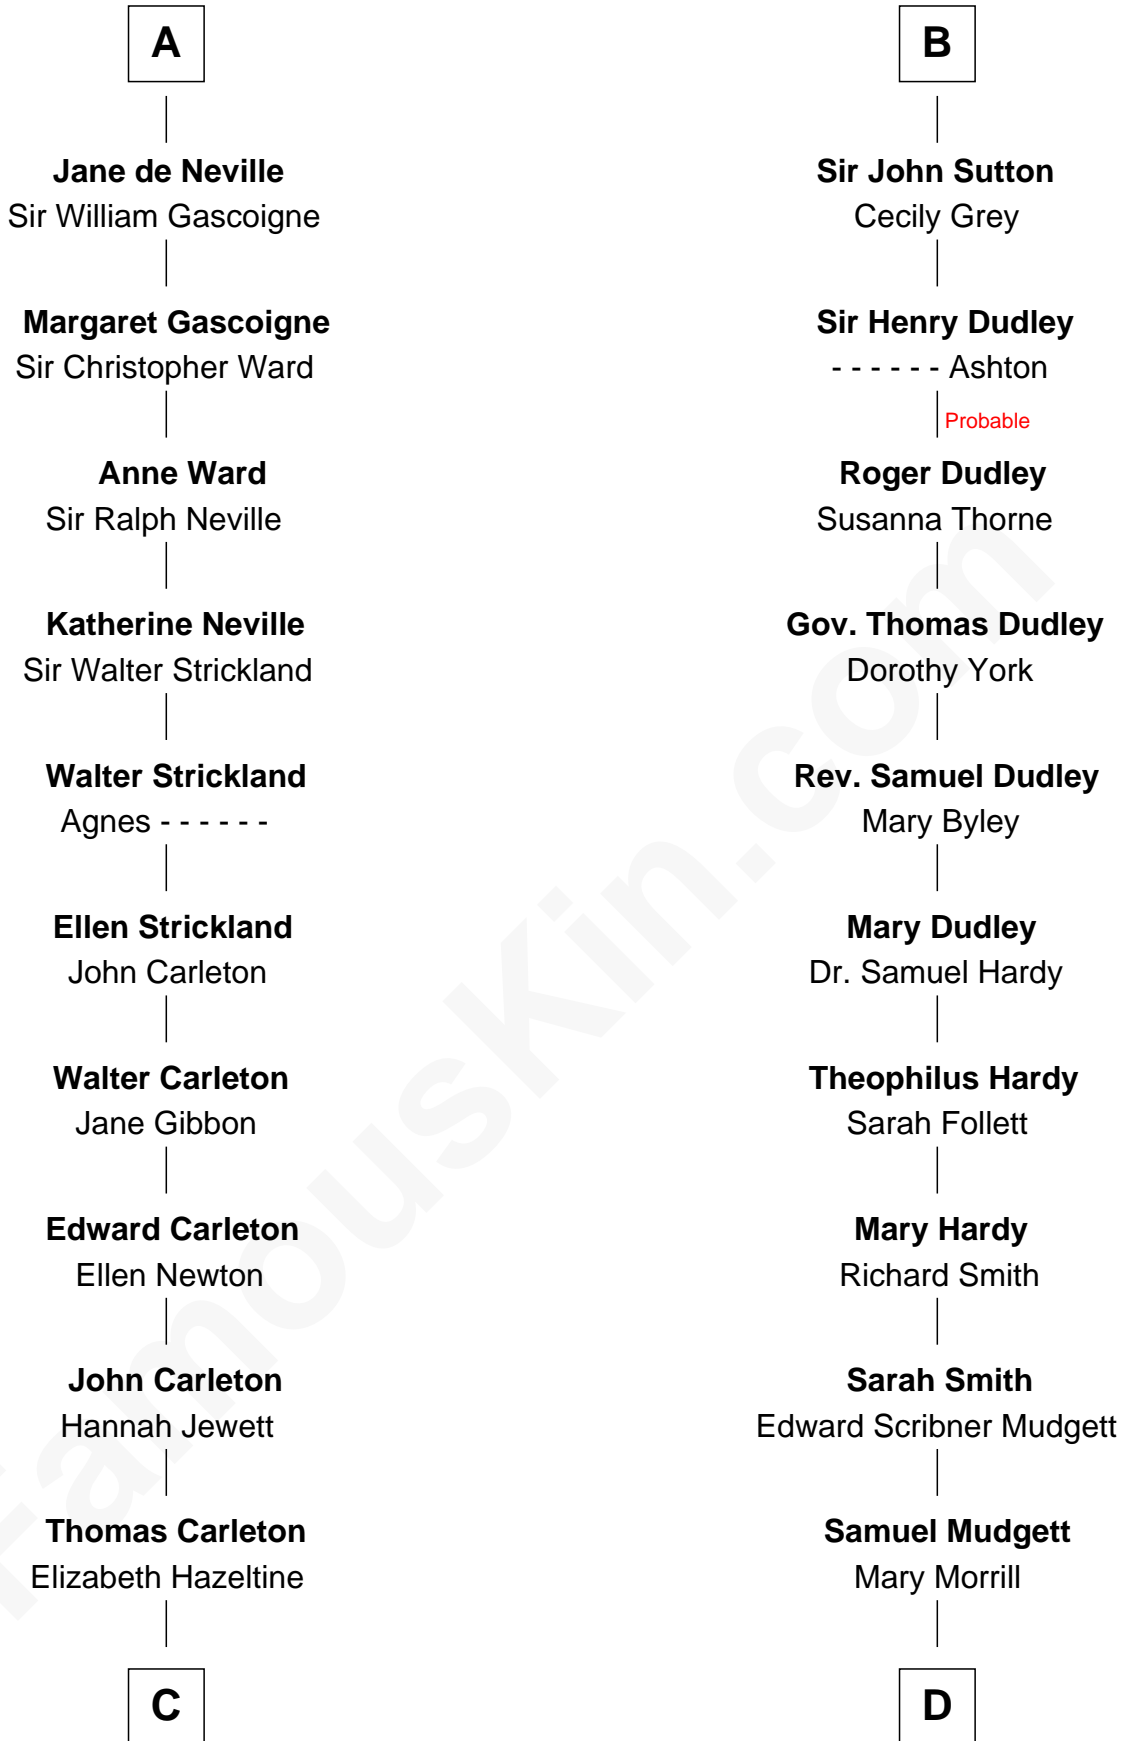 A
Jane de Neville
Sir William Gascoigne
Margaret Gascoigne
Sir Christopher Ward
Anne Ward
Sir Ralph Neville
Katherine Neville
Sir Walter Strickland
Walter Strickland
Agnes - - - - - -
Ellen Strickland
John Carleton
Walter Carleton
Jane Gibbon
Edward Carleton
Ellen Newton
John Carleton
Hannah Jewett
Thomas Carleton
Elizabeth Hazeltine
C
B
Sir John Sutton
Cecily Grey
Sir Henry Dudley
- - - - - - Ashton
Probable
Roger Dudley
Susanna Thorne
Gov. Thomas Dudley
Dorothy York
Rev. Samuel Dudley
Mary Byley
Mary Dudley
Dr. Samuel Hardy
Theophilus Hardy
Sarah Follett
Mary Hardy
Richard Smith
Sarah Smith
Edward Scribner Mudgett
Samuel Mudgett
Mary Morrill
D
FamousKin.com